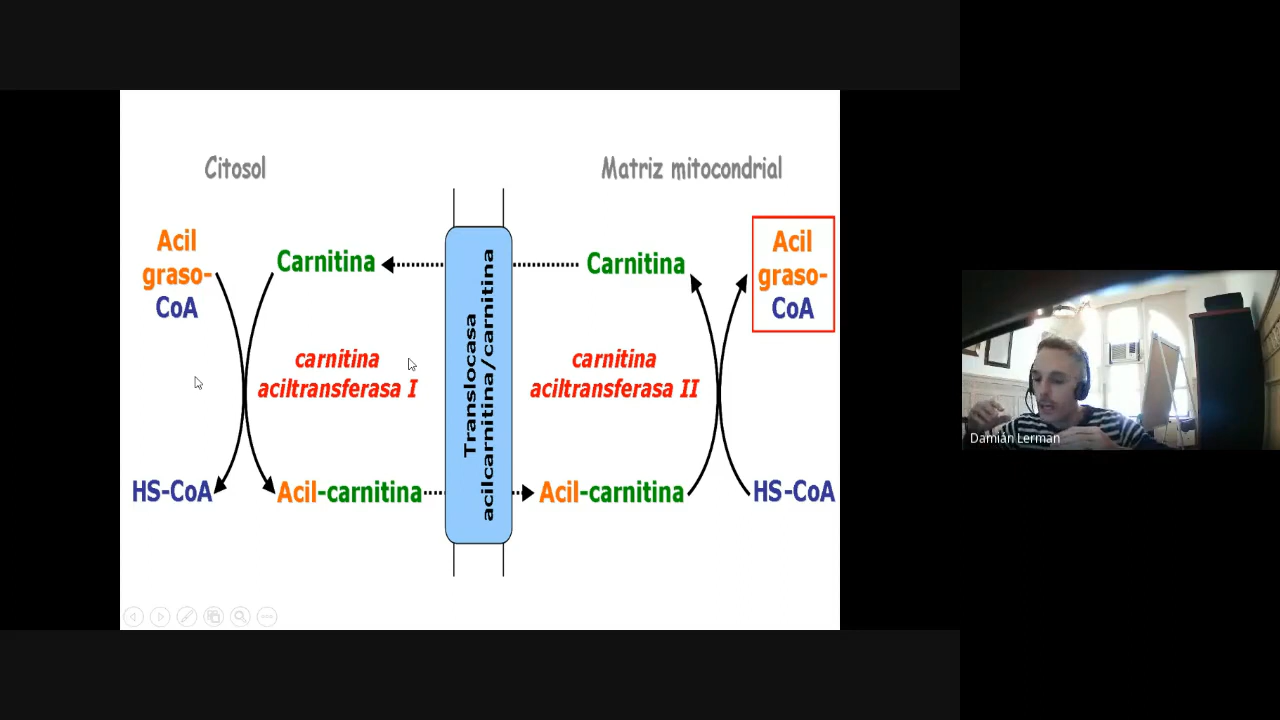 Citosol
Matriz mitocondrial
Acil
graso-
CoA
Carnitina
Carnitina
Acil
graso-
CoA
carnitina
aciltransferasa I
Translocasa
acilcarnitina/carnitina
carnitina
aciltransferasa II
HS-CoA
Acil-carnitina
Acil-carnitina
HS-CoA
Damián Lerman